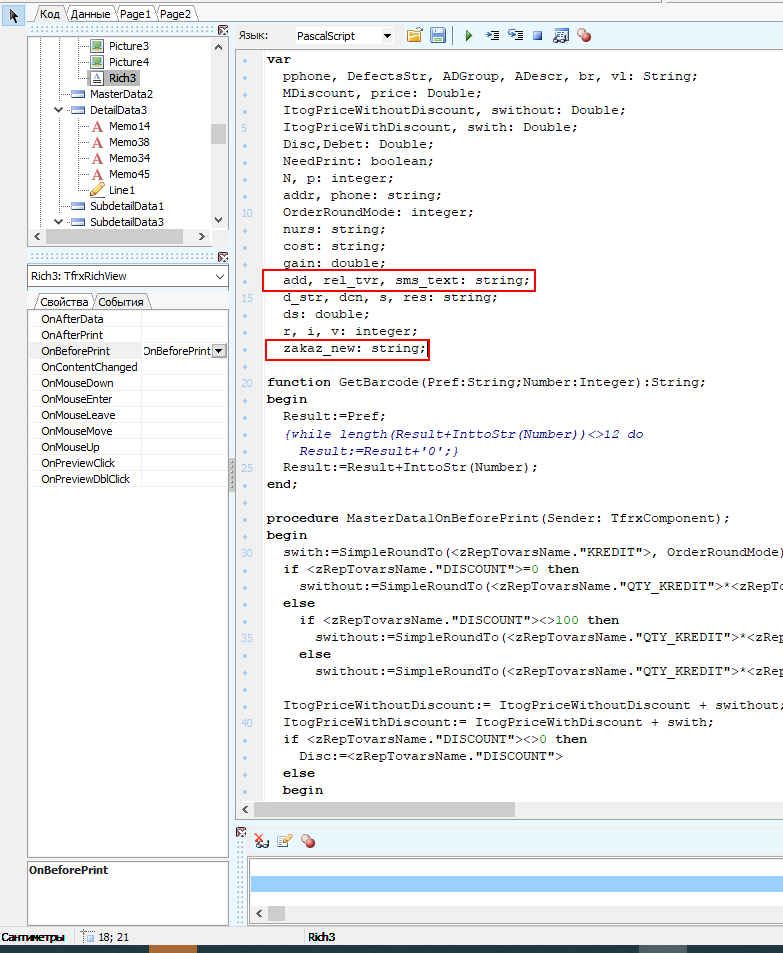 Код Данные Page1 Page2
Picture3
Picture4
Rich3
MasterData2
DetailData3
Memo14
Memo38
Memo34
Memo45
Line1
SubdetailData1
SubdetailData3
Rich3: TfrxRichView
Свойства События
OnAfterData
OnAfterPrint
OnBeforePrint OnBeforePrint
OnContentChanged
OnMouseDown
OnMouseEnter
OnMouseLeave
OnMouseMove
OnMouseUp
OnPreviewClick
OnPreviewDblClick
OnBeforePrint
Язык: PascalScript
var
pphone, DefectsStr, ADGroup, ADescr, br, vl: String;
MDiscount, price: Double;
ItogPriceWithoutDiscount, swithout: Double;
5 ItogPriceWithDiscount, swith: Double;
Disc,Debet: Double;
NeedPrint: boolean;
N, p: integer;
addr, phone: string;
10 OrderRoundMode: integer;
nurs: string;
cost: string;
gain: double;
add, rel_tvr, sms_text: string;
15 d_str, dcn, s, res: string;
ds: double;
r, i, v: integer;
zakaz_new: string;
20 function GetBarcode(Pref:String;Number:Integer):String;
begin
Result:=Pref;
{while length(Result+InttoStr(Number))<>12 do
Result:=Result+'0';}
25 Result:=Result+InttoStr(Number);
end;
procedure MasterData1OnBeforePrint(Sender: TfrxComponent);
begin
30 swith:=SimpleRoundTo(<zRepTovarsName."KREDIT">, OrderRoundMode)
if <zRepTovarsName."DISCOUNT">=0 then
swithout:=SimpleRoundTo(<zRepTovarsName."QTY_KREDIT">*<zRepTo
else
if <zRepTovarsName."DISCOUNT"><>100 then
35 swithout:=SimpleRoundTo(<zRepTovarsName."QTY_KREDIT">*<zRep
else
swithout:=SimpleRoundTo(<zRepTovarsName."QTY_KREDIT">*<zRep
ItogPriceWithoutDiscount:= ItogPriceWithoutDiscount + swithout;
40 ItogPriceWithDiscount:= ItogPriceWithDiscount + swith;
if <zRepTovarsName."DISCOUNT"><>0 then
Disc:=<zRepTovarsName."DISCOUNT">
else
begin
Сантиметры 18; 21 Rich3